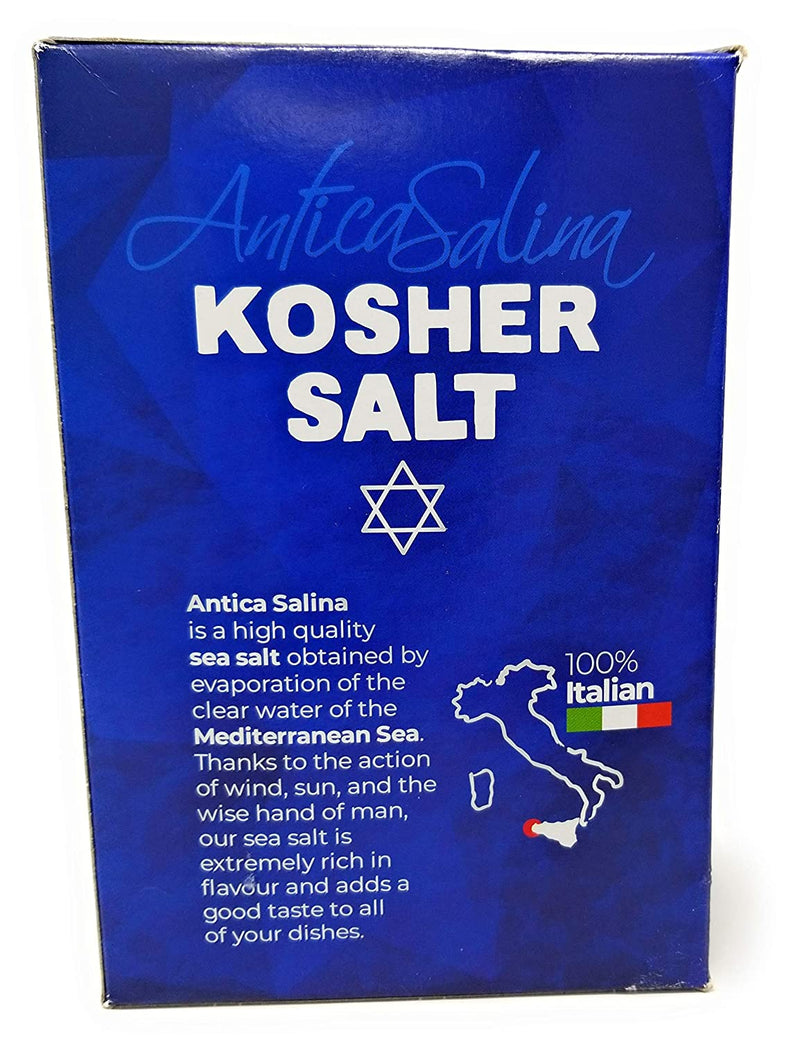 Antica Salina
KOSHER
SALT
Antica Salina
is a high quality
sea salt obtained by
evaporation of the
clear water of the
Mediterranean Sea.
Thanks to the action
of wind, sun, and the
wise hand of man,
our sea salt is
extremely rich in
flavour and adds a
good taste to all
of your dishes.
100%
Italian